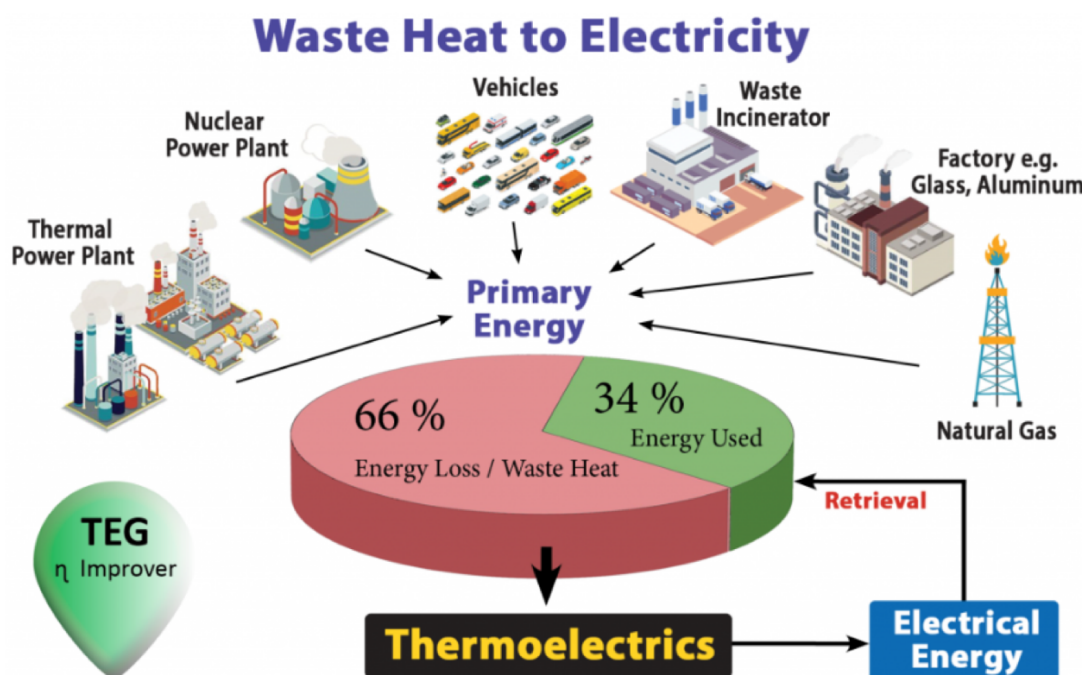 Waste Heat to Electricity
Vehicles
Waste
Incinerator
Nuclear
Power Plant
Factory e.g.
Glass, Aluminum
Thermal
Power Plant
Primary
Energy
66 %
Energy Loss / Waste Heat
34 %
Energy Used
Natural Gas
Retrieval
TEG
η Improver
Thermoelectrics
Electrical
Energy